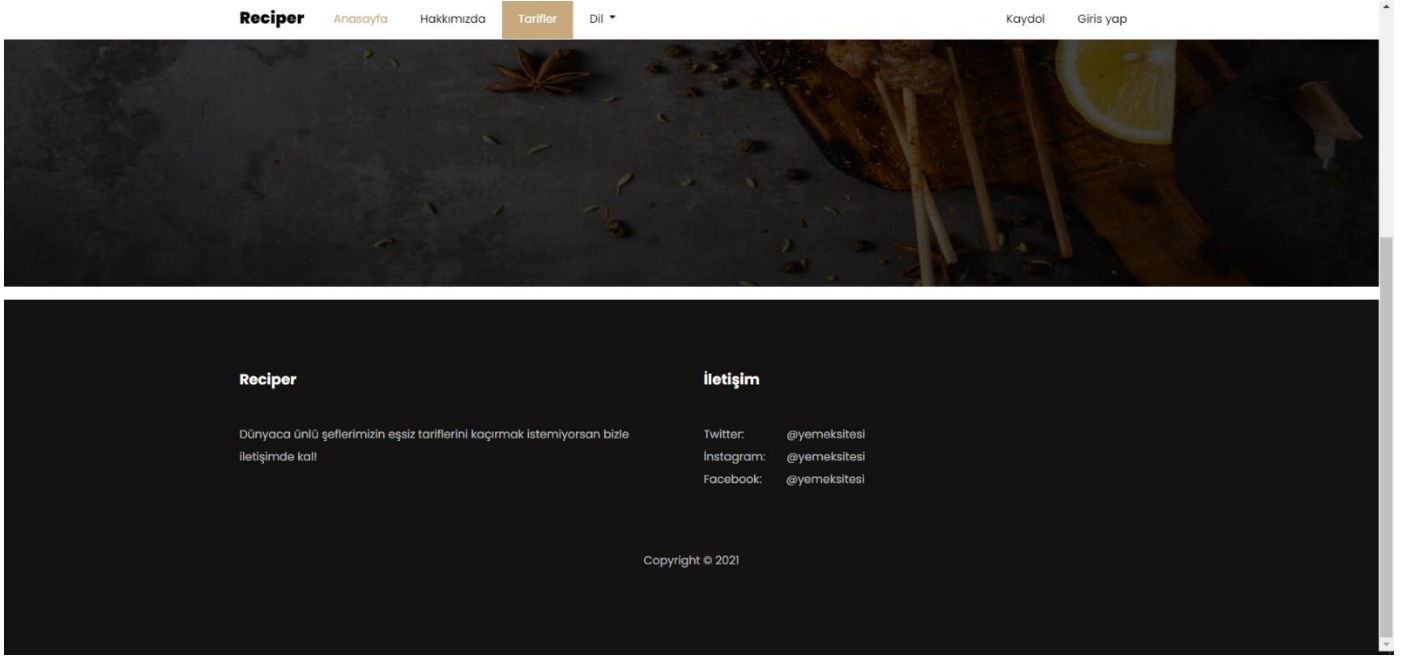 Reciper Anasayfa Hakkımızda Tarifler Dil Kaydol Giris yap
Reciper
Dünyaca ünlü şeflerimizin eşsiz tariflerini kaçırmak istemiyorsan bizle
iletişimde kal!
İletişim
Twitter: @yemeksitesi
İnstagram: @yemeksitesi
Facebook: @yemeksitesi
Copyright © 2021